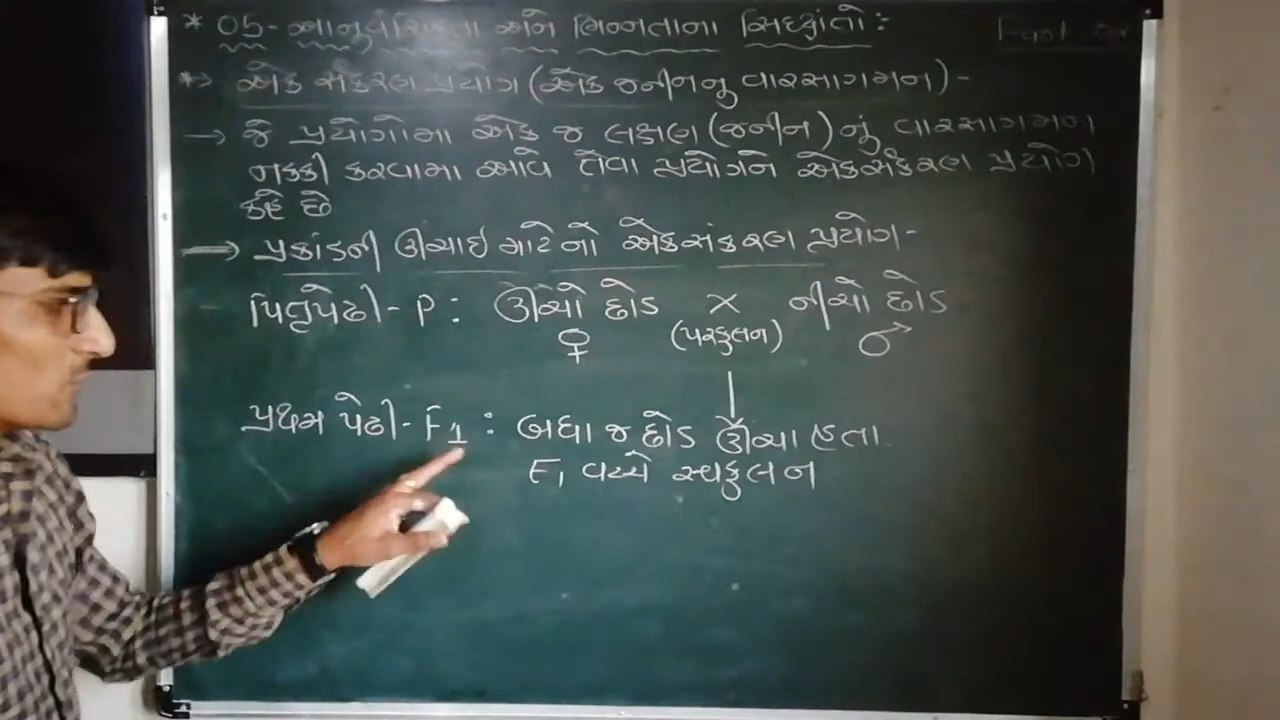 * 05- આનુવંશિકતા અને ભિન્નતાના સિદ્ધાંતો :
*> એક સંકરણ પ્રયોગ (એક જનીનનું વારસાગમન) -
→ જે પ્રયોગોમા એક જ લક્ષણ (જનીન) નું વારસાગમન
નક્કી કરવામા આવે તેવા પ્રયોગને એકસંકરણ પ્રયોગ
કહે છે
→ પ્રકાંડની ઊંચાઇ માટેનો એકસંકરણ પ્રયોગ -
પિતૃપેઢી - P : ઊંચો છોડ × નીચો છોડ
♀ (પરફલન) ♂
પ્રથમ પેઢી - F1 : બધા જ છોડ ઊંચા હતા
F1 વચ્ચે સ્વફલન